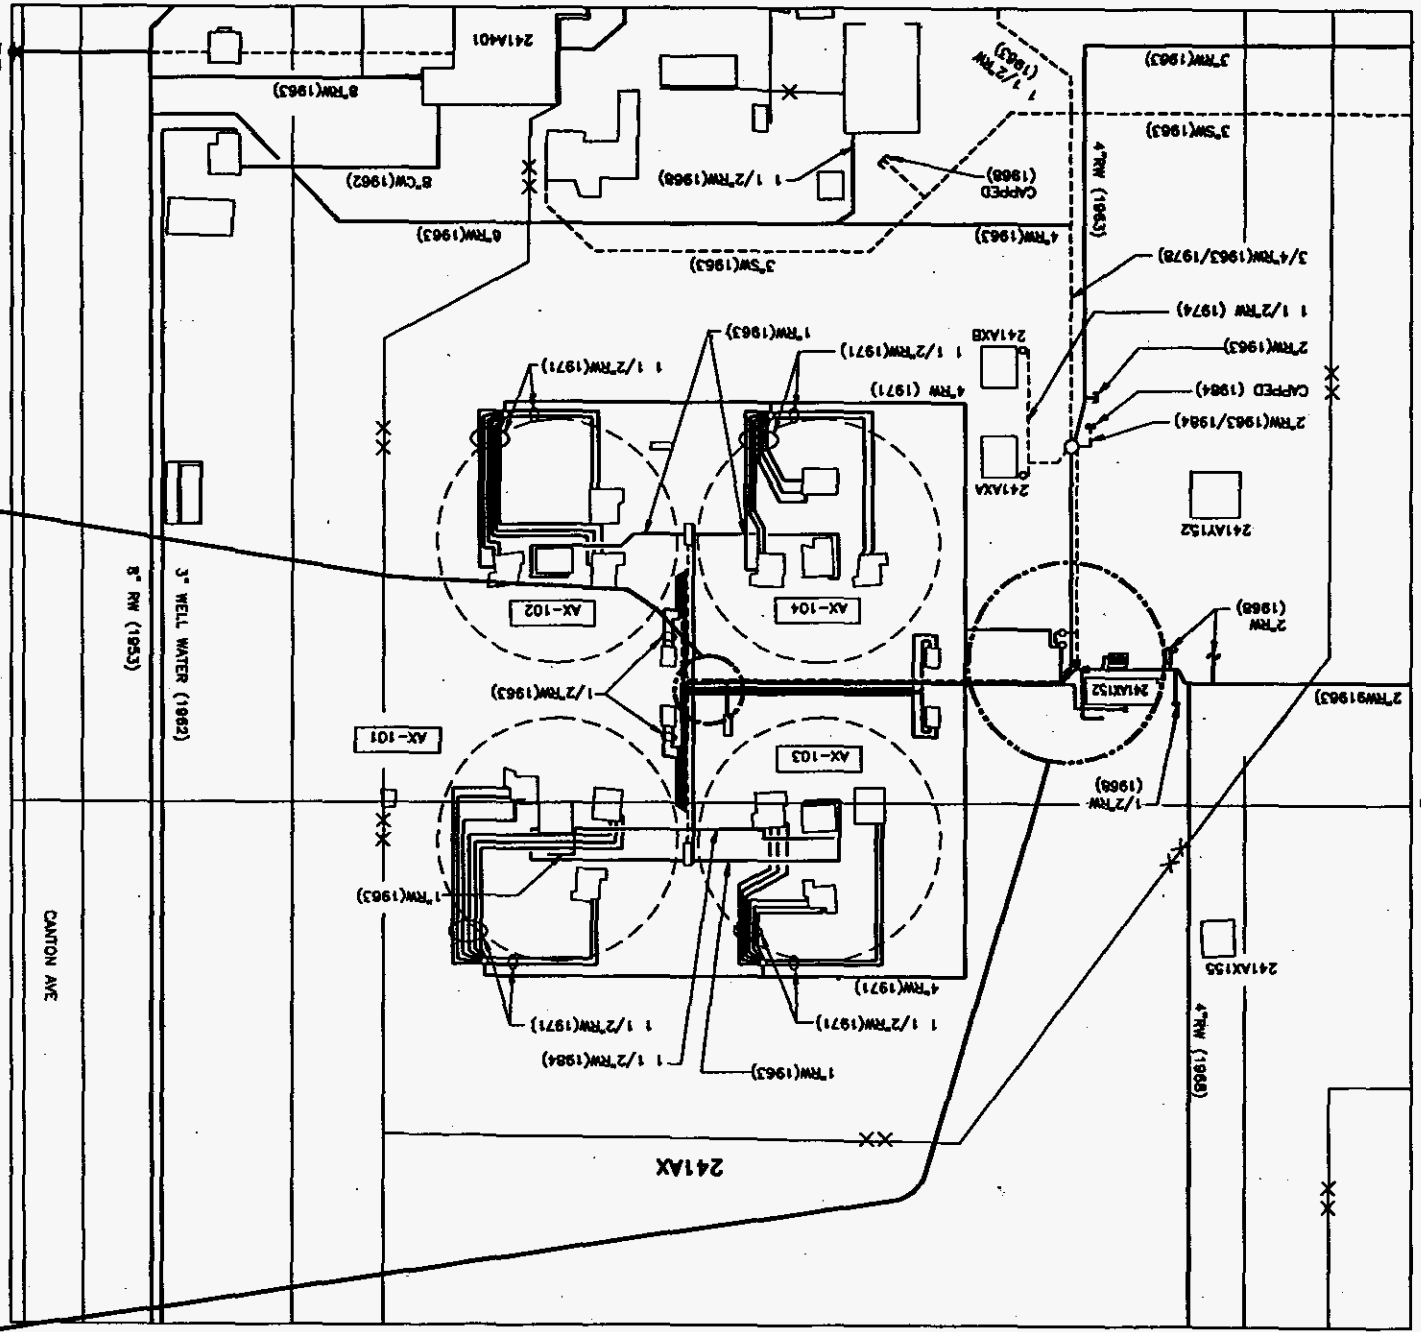 241A401
8"RW(1963)
8"CW(1962)
6"RW(1963)
3"SW(1963)
1 1/2"RW(1968)
CAPPED
(1968)
4"RW(1963)
1 1/2"RW
(1963)
3"RW(1963)
3"SW(1963)
4"RW (1963)
3/4"RW(1963/1978)
1 1/2"RW (1974)
2"RW(1963)
CAPPED (1984)
2"RW(1963/1984)
241AXB
241AXA
241AY152
1"RW(1963)
1 1/2"RW(1971)
1 1/2"RW(1971)
4"RW (1971)
AX-102
AX-104
2"RW
(1968)
241AX152
2"RW91963)
1/2"RW(1963)
AX-101
AX-103
1/2"RW
(1968)
3" WELL WATER (1962)
8" RW (1953)
CANTON AVE
1"RW(1963)
4"RW(1971)
1 1/2"RW(1971)
1 1/2"RW(1971)
1 1/2"RW(1984)
1"RW(1963)
241AX155
4"RW (1968)
241AX